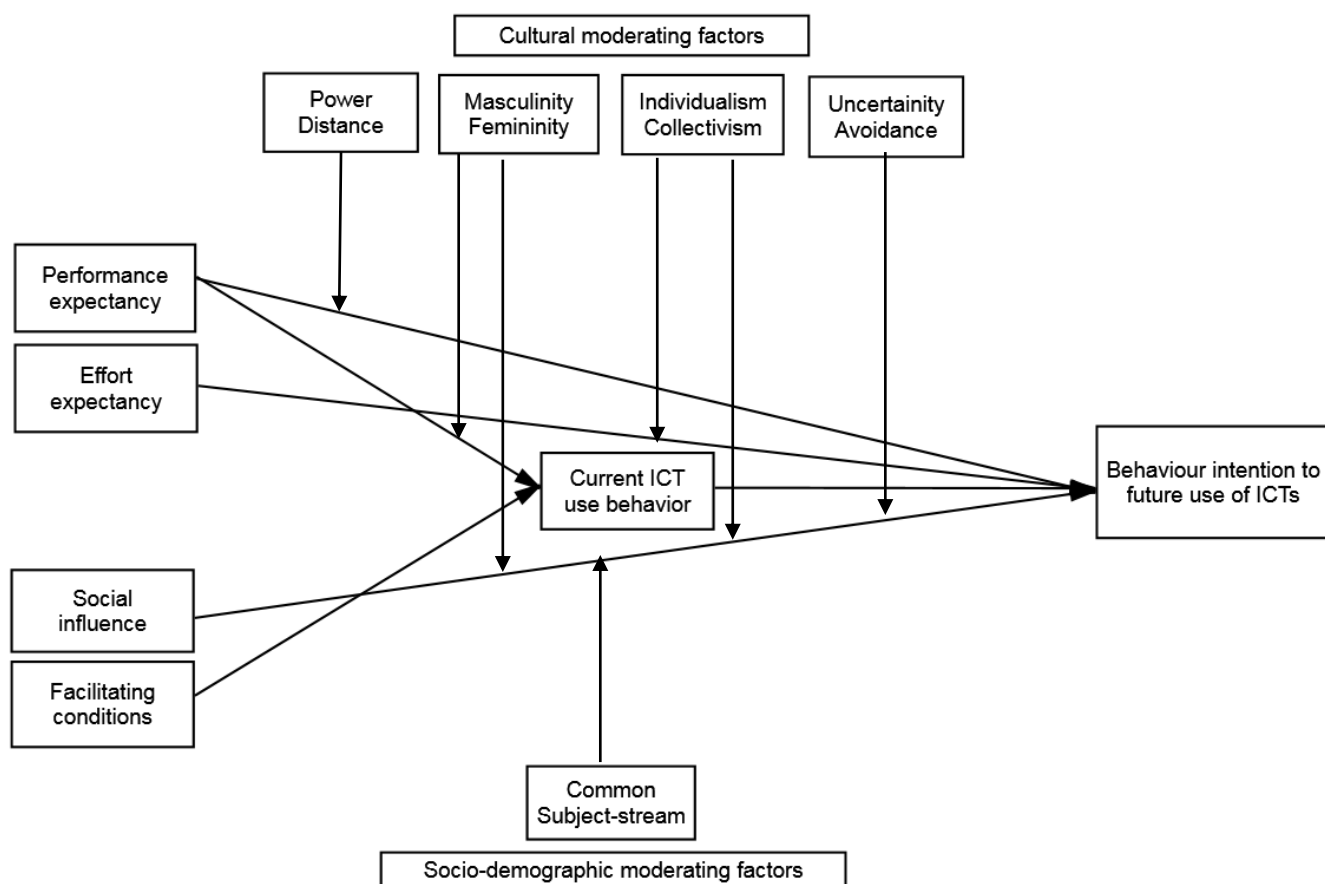 Cultural moderating factors
Power
Distance
Masculinity
Femininity
Individualism
Collectivism
Uncertainity
Avoidance
Performance
expectancy
Effort
expectancy
Current ICT
use behavior
Behaviour intention to
future use of ICTs
Social
influence
Facilitating
conditions
Common
Subject-stream
Socio-demographic moderating factors